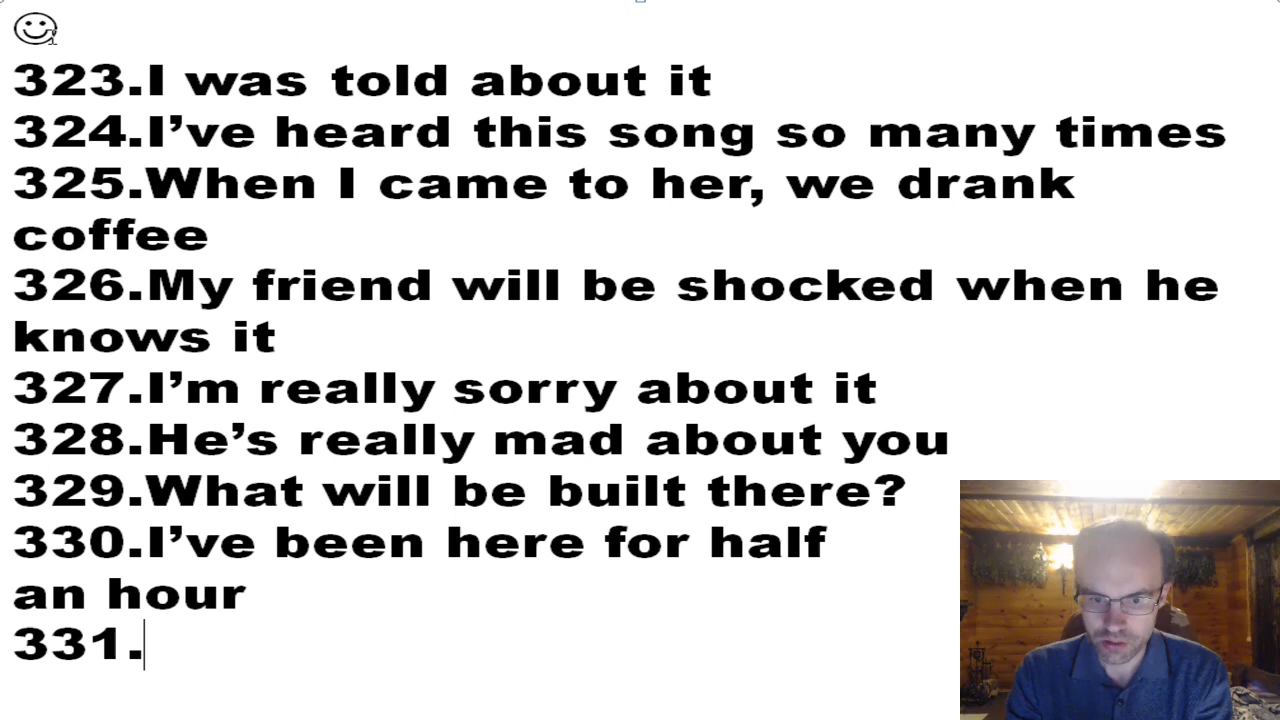 323.I was told about it
324.I’ve heard this song so many times
325.When I came to her, we drank
coffee
326.My friend will be shocked when he
knows it
327.I’m really sorry about it
328.He’s really mad about you
329.What will be built there?
330.I’ve been here for half
an hour
331.